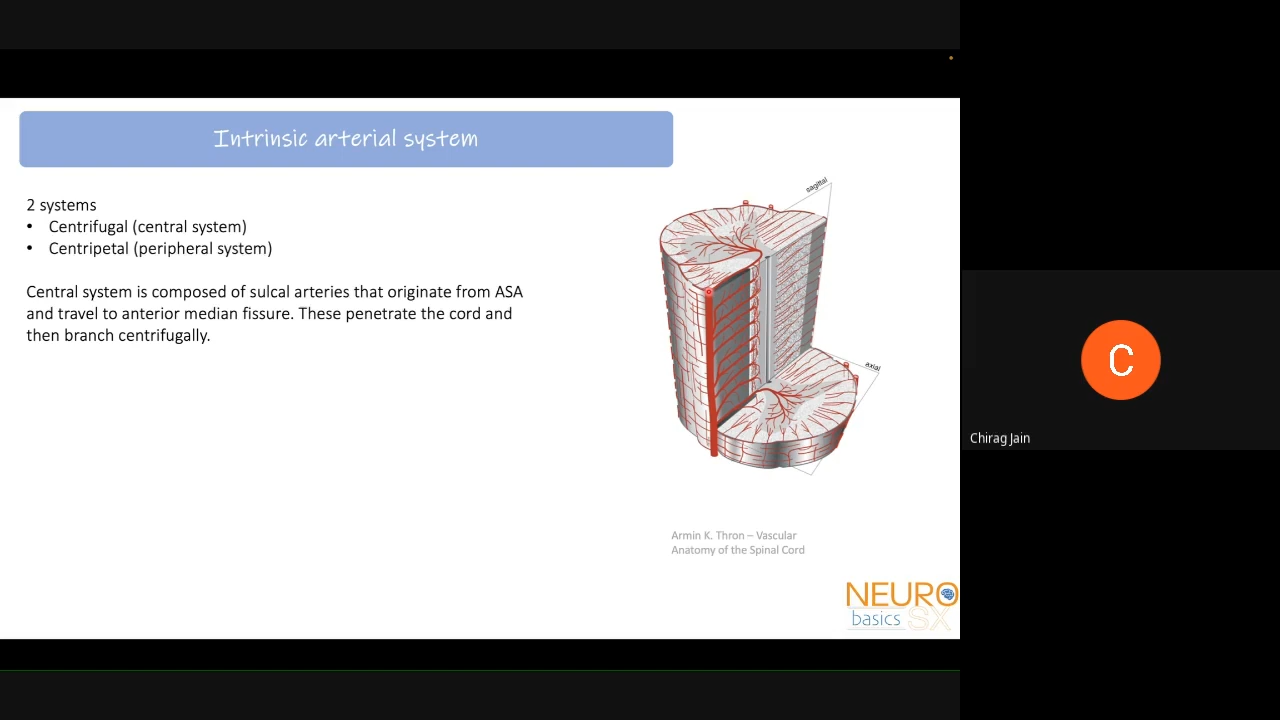 Intrinsic arterial system
2 systems
• Centrifugal (central system)
• Centripetal (peripheral system)
Central system is composed of sulcal arteries that originate from ASA
and travel to anterior median fissure. These penetrate the cord and
then branch centrifugally.
sagittal
axial
Armin K. Thron – Vascular
Anatomy of the Spinal Cord
NEURO
basics SX
C
Chirag Jain